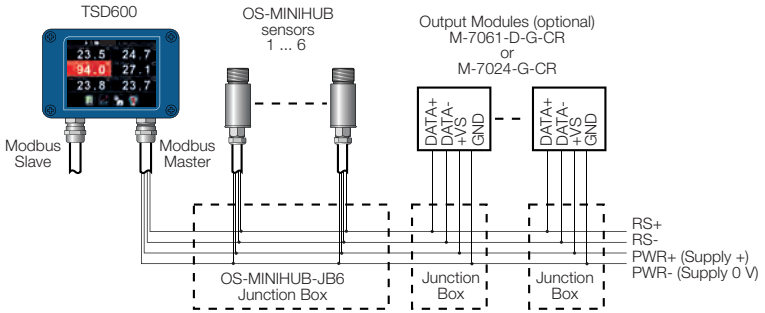 TSD600
OS-MINIHUB
sensors
1 ... 6
Output Modules (optional)
M-7061-D-G-CR
or
M-7024-G-CR
23.5 24.7
94.0 27.1
23.8 23.7
DATA+
DATA-
+VS
GND
DATA+
DATA-
+VS
GND
Modbus
Slave
Modbus
Master
RS+
RS-
PWR+ (Supply +)
PWR- (Supply 0 V)
OS-MINIHUB-JB6
Junction Box
Junction
Box
Junction
Box